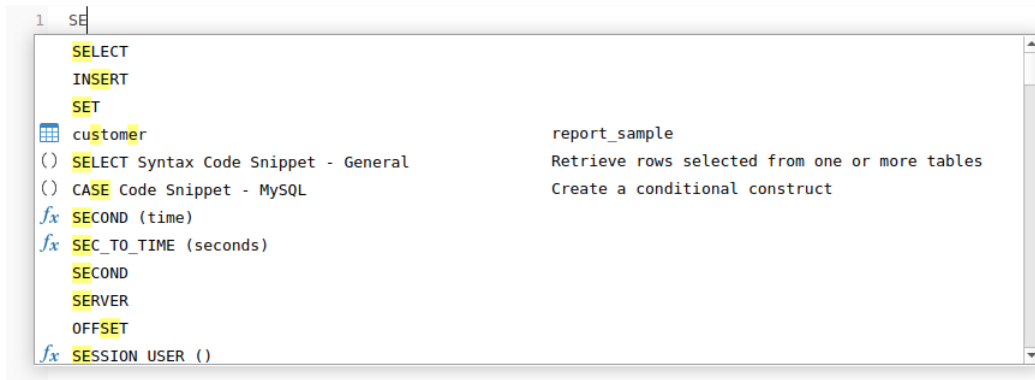 1 SE
SELECT
INSERT
SET
customer report_sample
() SELECT Syntax Code Snippet - General Retrieve rows selected from one or more tables
() CASE Code Snippet - MySQL Create a conditional construct
fx SECOND (time)
fx SEC_TO_TIME (seconds)
SECOND
SERVER
OFFSET
fx SESSION_USER ()